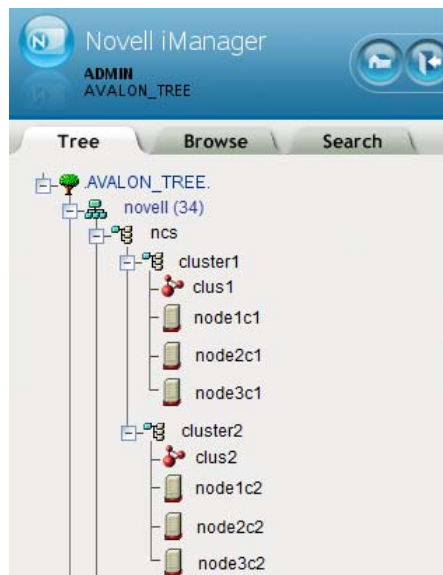 N
Novell iManager
ADMIN
AVALON_TREE
Tree Browse Search
.AVALON_TREE.
novell (34)
ncs
cluster1
clus1
node1c1
node2c1
node3c1
cluster2
clus2
node1c2
node2c2
node3c2